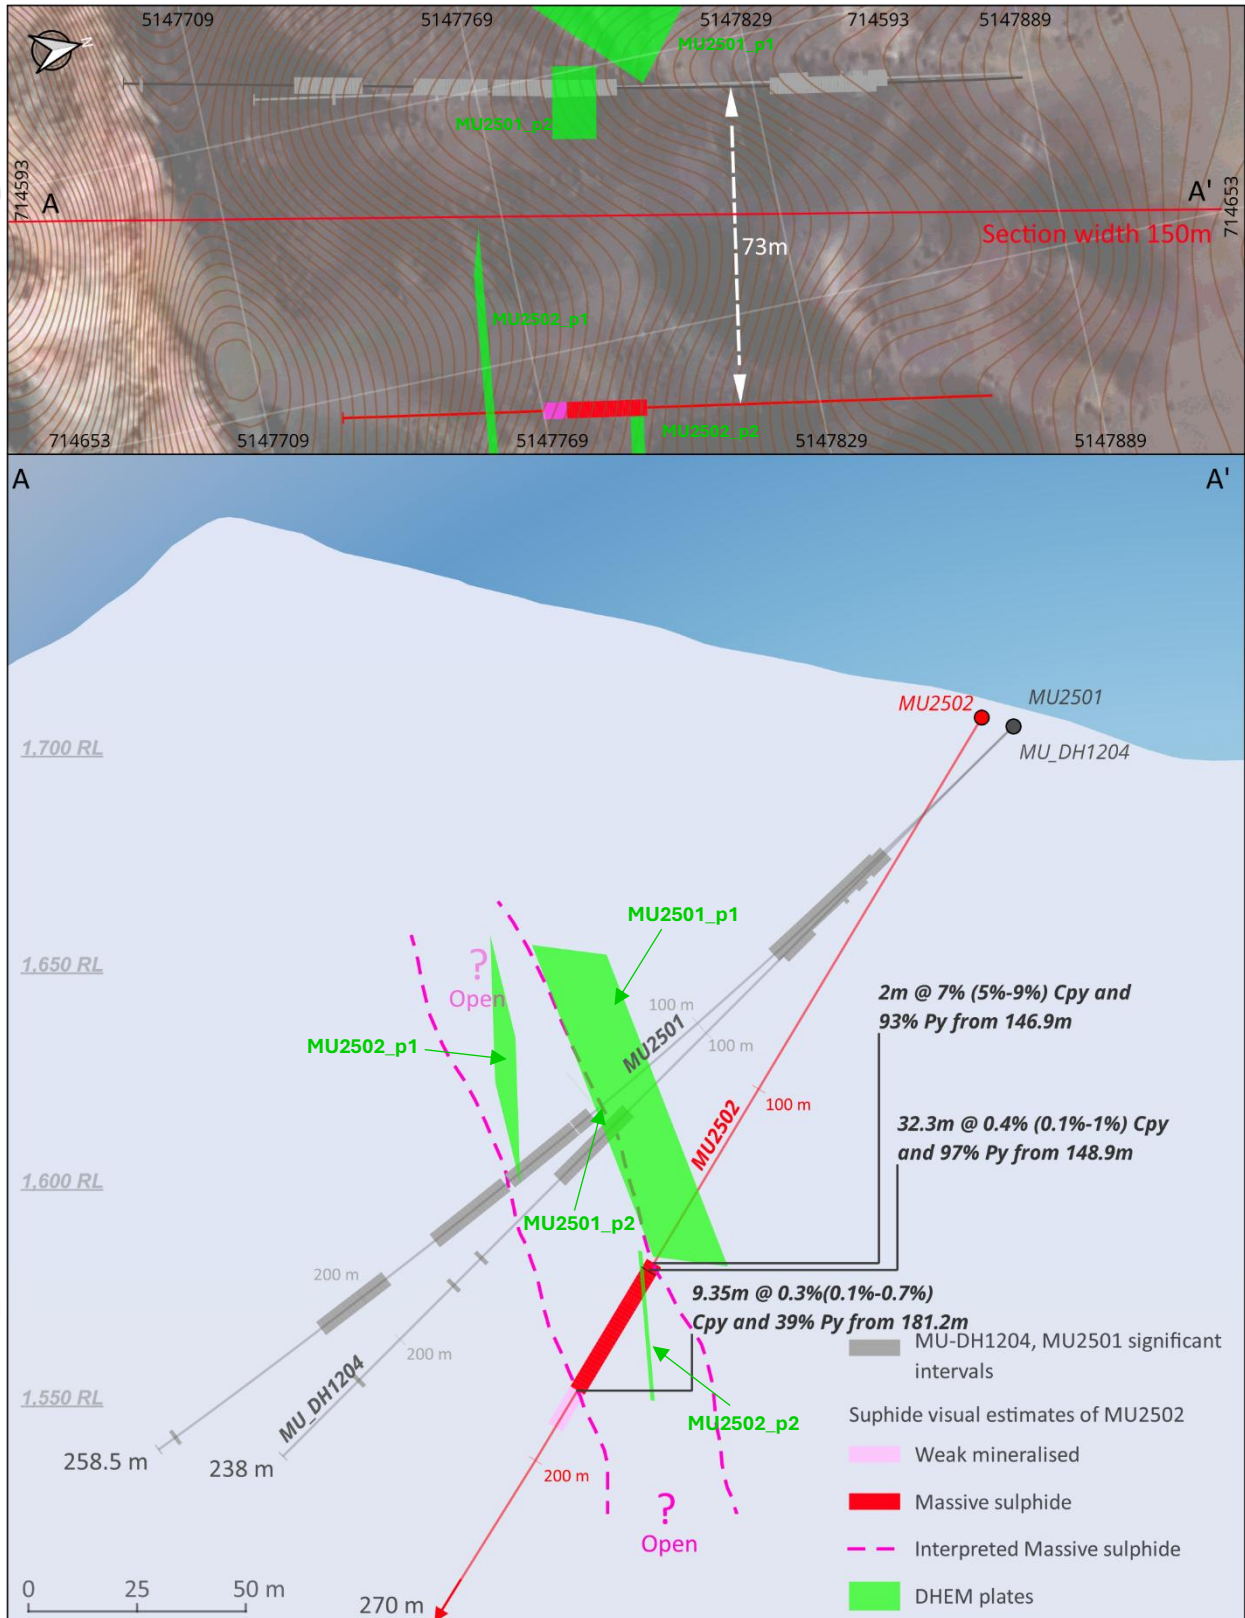 5147709
5147769
5147829
714593
5147889
N
MU2501_p1
MU2501_p2
714593
A
A'
714653
Section width 150m
73m
MU2502_p1
MU2502_p2
714653
5147709
5147769
5147829
5147889
A
A'
MU2502
MU2501
MU_DH1204
1,700 RL
MU2501_p1
1,650 RL
?
Open
100 m
MU2501
100 m
2m @ 7% (5%-9%) Cpy and
93% Py from 146.9m
MU2502_p1
100 m
MU2502
32.3m @ 0.4% (0.1%-1%) Cpy
and 97% Py from 148.9m
1,600 RL
MU2501_p2
200 m
9.35m @ 0.3%(0.1%-0.7%)
Cpy and 39% Py from 181.2m
MU-DH1204, MU2501 significant
intervals
200 m
1,550 RL
MU_DH1204
MU2502_p2
Suphide visual estimates of MU2502
258.5 m
238 m
200 m
Weak mineralised
Massive sulphide
?
Open
Interpreted Massive sulphide
0 25 50 m
270 m
DHEM plates